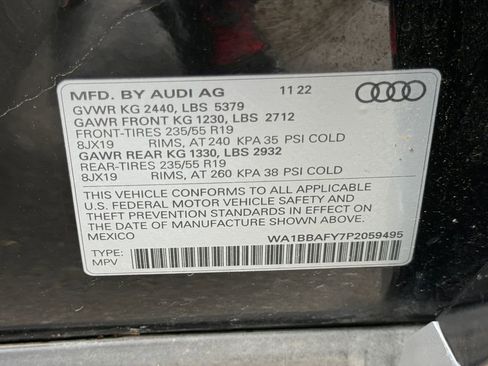 MFD. BY AUDI AG 11 22
GVWR KG 2440, LBS 5379
GAWR FRONT KG 1230, LBS 2712
FRONT-TIRES 235/55 R19
8JX19 RIMS, AT 240 KPA 35 PSI COLD
GAWR REAR KG 1330, LBS 2932
REAR-TIRES 235/55 R19
8JX19 RIMS, AT 260 KPA 38 PSI COLD
THIS VEHICLE CONFORMS TO ALL APPLICABLE
U.S. FEDERAL MOTOR VEHICLE SAFETY AND
THEFT PREVENTION STANDARDS IN EFFECT ON
THE DATE OF MANUFACTURE SHOWN ABOVE.
MEXICO WA1BBAFY7P2059495
TYPE:
MPV